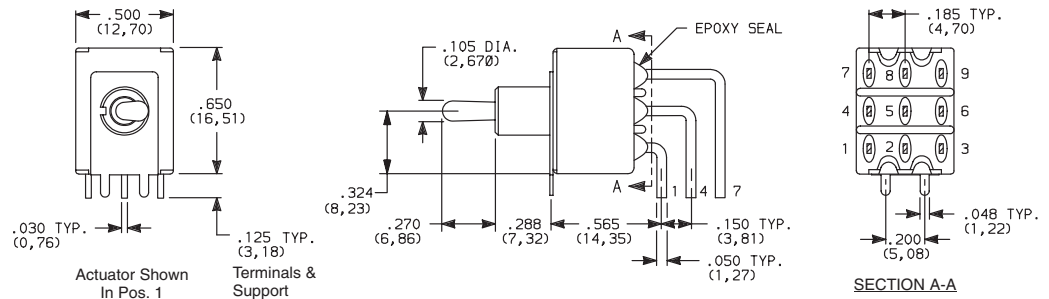 .500
(12,70)
.650
(16,51)
.030 TYP.
(0,76)
.125 TYP.
(3,18)
Actuator Shown
In Pos. 1
Terminals &
Support
.105 DIA.
(2,670)
A
EPOXY SEAL
.324
(8,23)
A
1 4 7
.270
(6,86)
.288
(7,32)
.565
(14,35)
.150 TYP.
(3,81)
.050 TYP.
(1,27)
.185 TYP.
(4,70)
7 8 9
4 5 6
1 2 3
.048 TYP.
(1,22)
.200
(5,08)
SECTION A-A